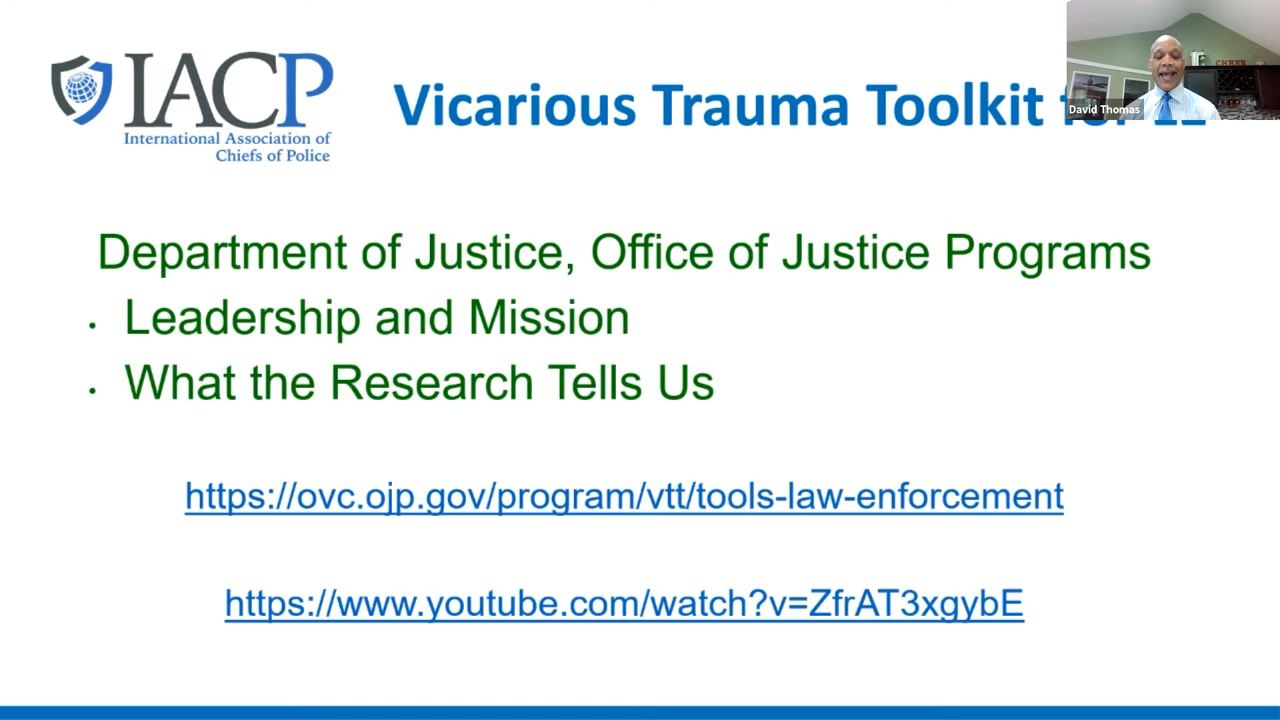 IACP
International Association of
Chiefs of Police
Vicarious Trauma Toolkit
David Thomas
Department of Justice, Office of Justice Programs
• Leadership and Mission
• What the Research Tells Us
https://ovc.ojp.gov/program/vtt/tools-law-enforcement
https://www.youtube.com/watch?v=ZfrAT3xgybE